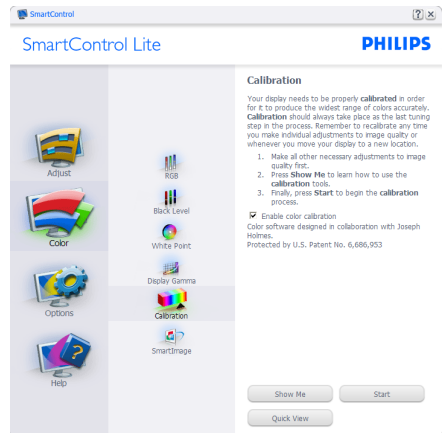 SmartControl
SmartControl Lite
PHILIPS
Adjust
Color
Options
Help
RGB
Black Level
White Point
Display Gamma
Calibration
SmartImage
Calibration
Your display needs to be properly calibrated in order
for it to produce the widest range of colors accurately.
Calibration should always take place as the last tuning
step in the process. Remember to recalibrate any time
you make individual adjustments to image quality or
whenever you move your display to a new location.
1. Make all other necessary adjustments to image
quality first.
2. Press Show Me to learn how to use the
calibration tools.
3. Finally, press Start to begin the calibration
process.
Enable color calibration
Color software designed in collaboration with Joseph
Holmes.
Protected by U.S. Patent No. 6,686,953
Show Me
Start
Quick View